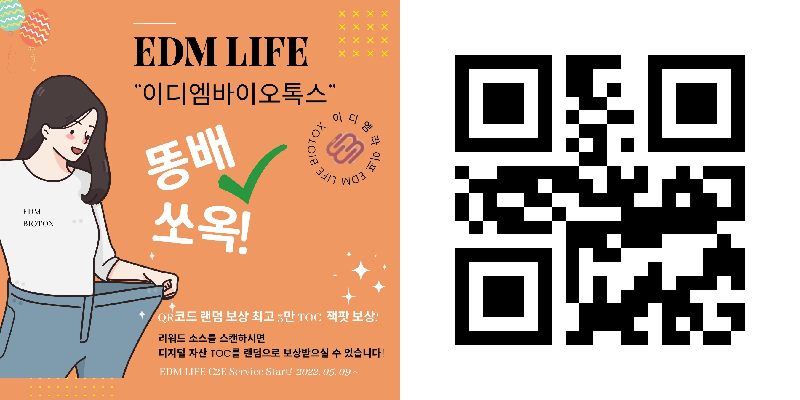 EDM LIFE
"이디엠바이오톡스"
이디엠라이프 EDM LIFE BIOTOX
똥배
쏘옥!
EDM
BIOTOX
QR코드 랜덤 보상 최고 5만 TOC 잭팟 보상!
리워드 소스를 스캔하시면
디지털 자산 TOC를 랜덤으로 보상받으실 수 있습니다!
EDM LIFE C2E Service Start! 2022. 05. 09 ~